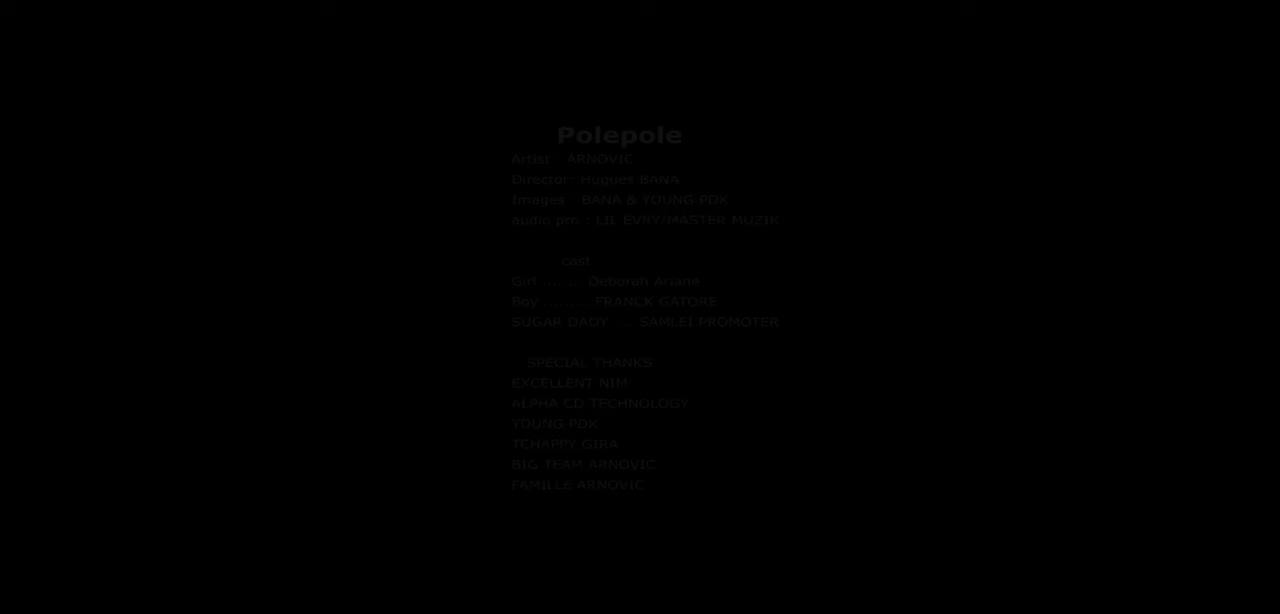 Polepole
Artist : ARNOVIC
Director : Hugues BANA
Images : BANA & YOUNG PDK
audio pro : LIL EVRY/MASTER MUZIK
cast
Girl ........ Deborah Ariane
Boy .......... FRANCK GATORE
SUGAR DADY .... SAMLEI PROMOTER
SPECIAL THANKS
EXCELLENT NIM
ALPHA CD TECHNOLOGY
YOUNG PDK
TCHAPPY GIRA
BIG TEAM ARNOVIC
FAMILLE ARNOVIC